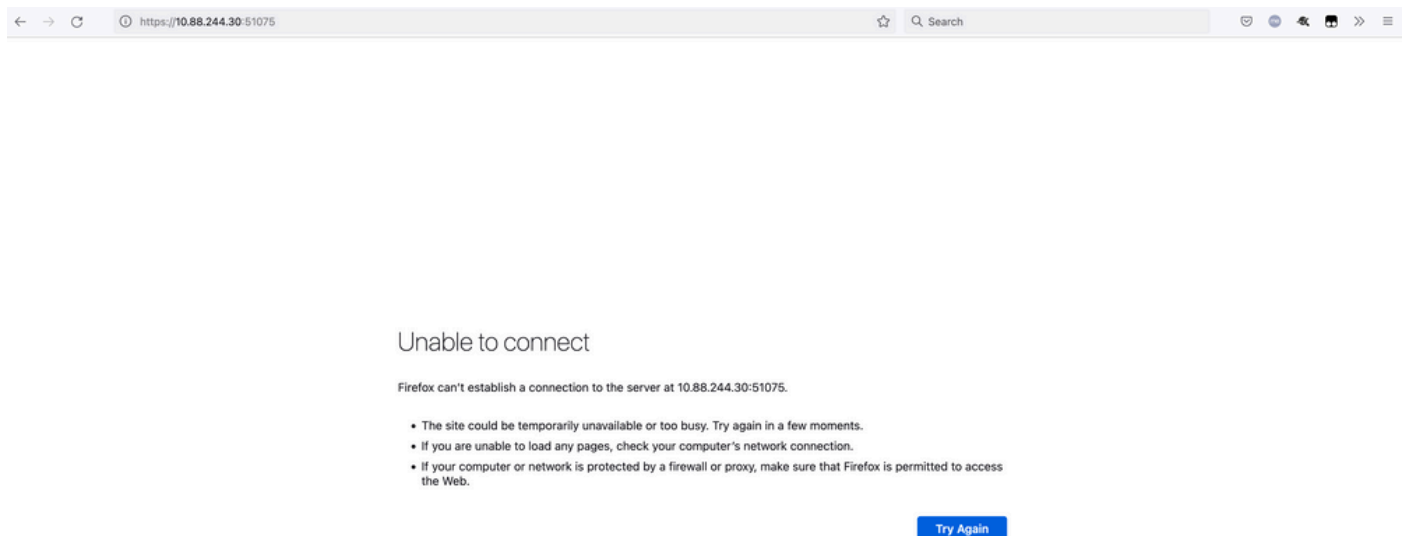 https://10.88.244.30:51075
Search
Unable to connect
Firefox can't establish a connection to the server at 10.88.244.30:51075.
• The site could be temporarily unavailable or too busy. Try again in a few moments.
• If you are unable to load any pages, check your computer's network connection.
• If your computer or network is protected by a firewall or proxy, make sure that Firefox is permitted to access
the Web.
Try Again